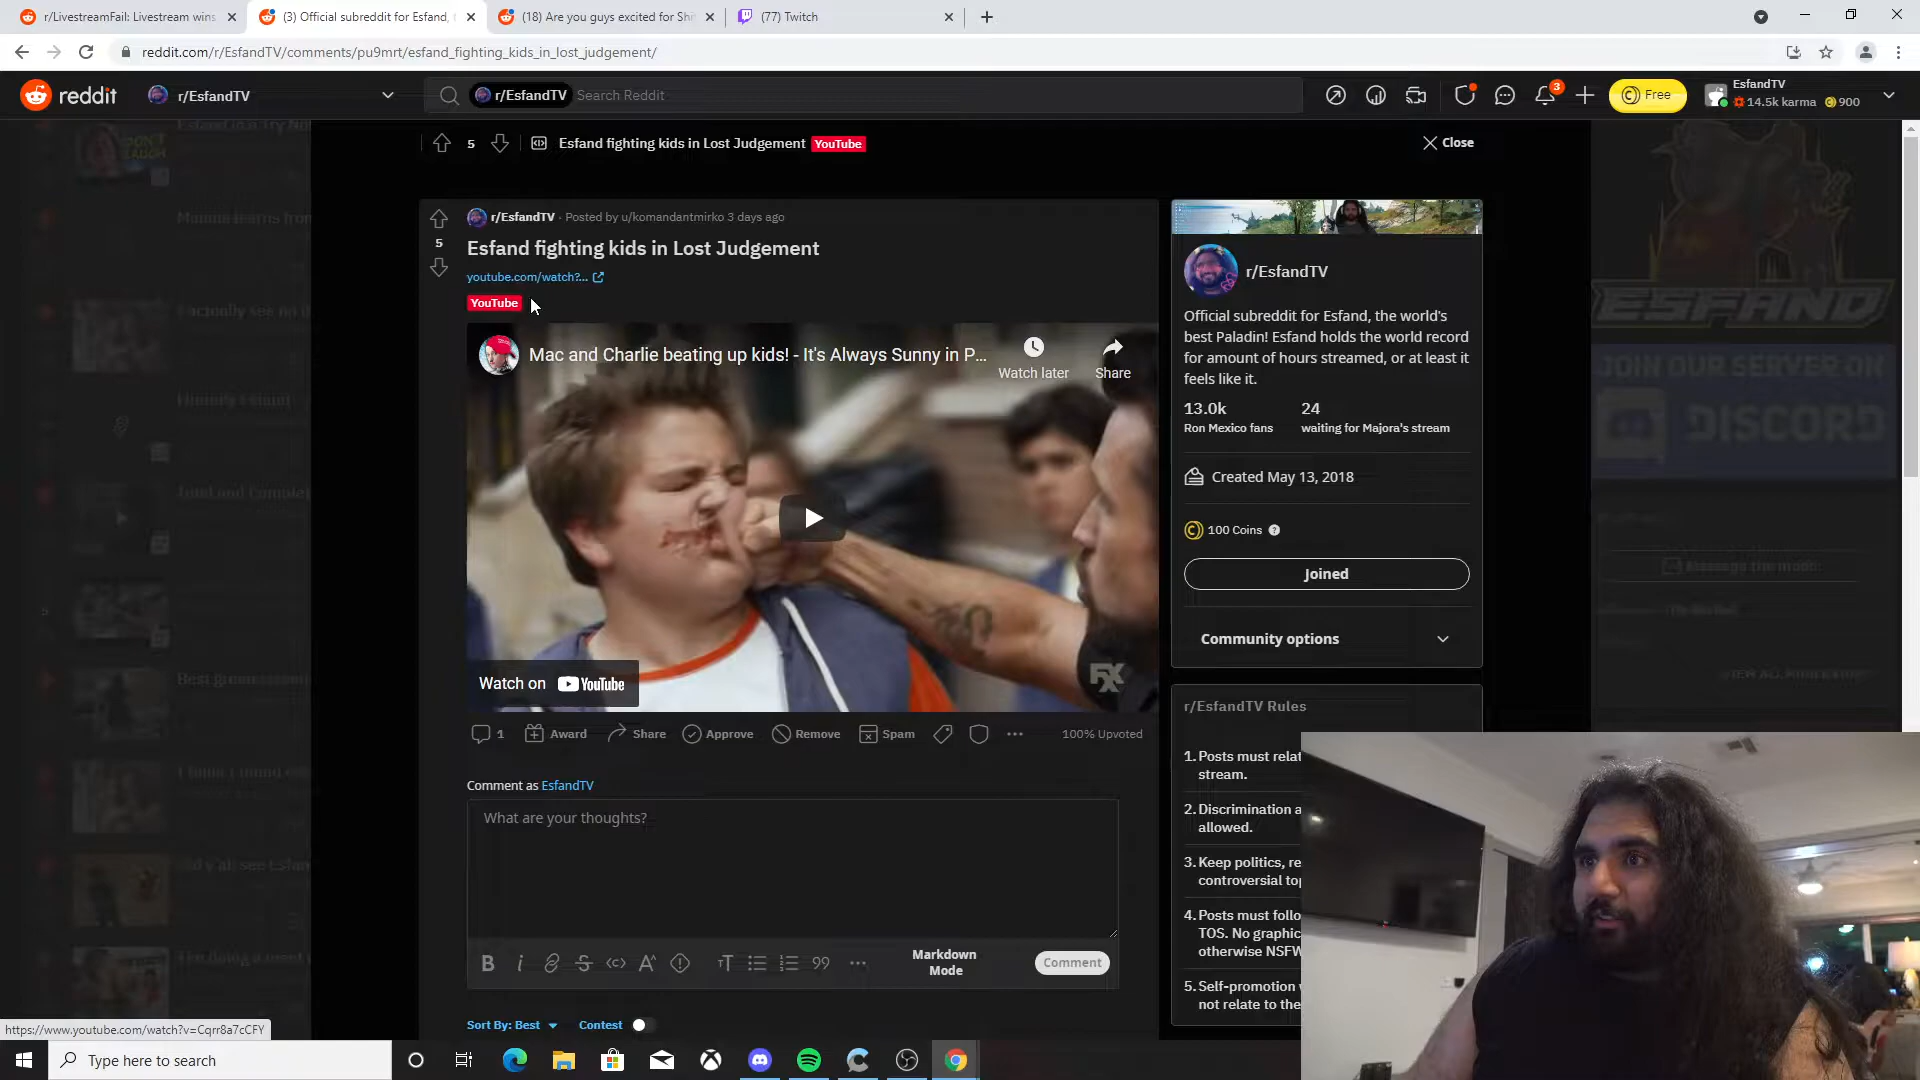 r/LivestreamFail: Livestream wins
(3) Official subreddit for Esfand,
(18) Are you guys excited for Shr
(77) Twitch
reddit.com/r/EsfandTV/comments/pu9mrt/esfand_fighting_kids_in_lost_judgement/
reddit
r/EsfandTV
r/EsfandTV
Search Reddit
3
Free
EsfandTV
14.5k karma
900
5
Esfand fighting kids in Lost Judgement
YouTube
Close
r/EsfandTV · Posted by u/komandantmirko 3 days ago
5
Esfand fighting kids in Lost Judgement
youtube.com/watch?...
YouTube
Mac and Charlie beating up kids! - It's Always Sunny in P...
Watch later
Share
FX
Watch on YouTube
1
Award
Share
Approve
Remove
Spam
100% Upvoted
Comment as EsfandTV
What are your thoughts?
Markdown
Mode
Comment
Sort By: Best
Contest
r/EsfandTV
Official subreddit for Esfand, the world's
best Paladin! Esfand holds the world record
for amount of hours streamed, or at least it
feels like it.
13.0k
Ron Mexico fans
24
waiting for Majora's stream
Created May 13, 2018
100 Coins
Joined
Community options
r/EsfandTV Rules
1. Posts must relat
stream.
2. Discrimination a
allowed.
3. Keep politics, re
controversial top
4. Posts must follo
TOS. No graphic
otherwise NSFW
5. Self-promotion
not relate to the
ESFAND
JOIN OUR SERVER ON
DISCORD
https://www.youtube.com/watch?v=Cqrr8a7cCFY
Type here to search